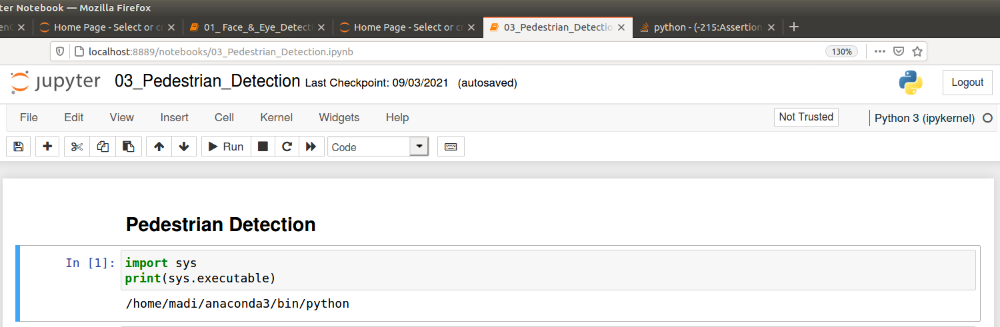 ter Notebook — Mozilla Firefox
Home Page - Select or cr
01_ Face_&_Eye_Detecti
Home Page - Select or cr
03_Pedestrian_Detectio
python - (-215:Assertion
localhost:8889/notebooks/03_Pedestrian_Detection.ipynb
130%
jupyter 03_Pedestrian_Detection Last Checkpoint: 09/03/2021 (autosaved)
Logout
File Edit View Insert Cell Kernel Widgets Help
Not Trusted
Python 3 (ipykernel)
Run
Code
Pedestrian Detection
In [1]: import sys
print(sys.executable)
/home/madi/anaconda3/bin/python